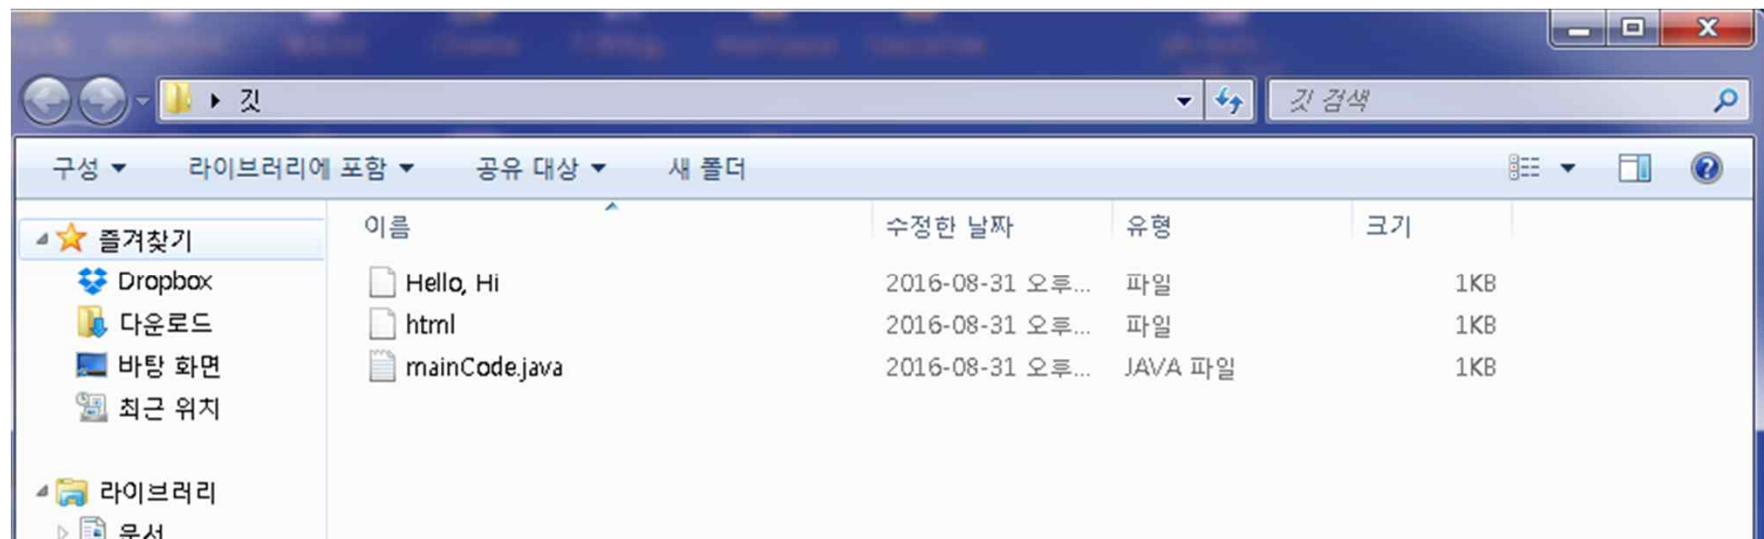 깃
깃 검색
구성 라이브러리에 포함 공유 대상 새 폴더
이름 수정한 날짜 유형 크기
즐겨찾기
Dropbox
다운로드
바탕 화면
최근 위치
라이브러리
문서
Hello, Hi 2016-08-31 오후... 파일 1KB
html 2016-08-31 오후... 파일 1KB
mainCode.java 2016-08-31 오후... JAVA 파일 1KB